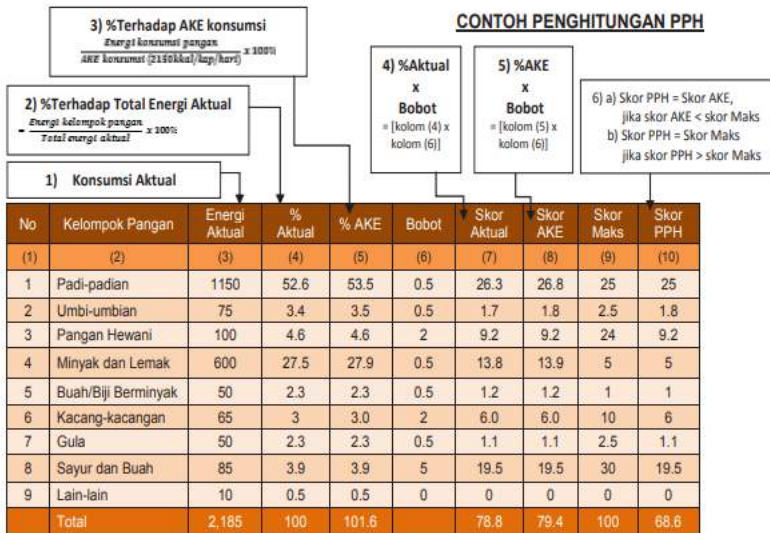 CONTOH PENGHITUNGAN PPH
3) %Terhadap AKE konsumsi
Energi konsumsi pangan
AKE konsumsi (2150kkal/kap/hari) x 100%
2) %Terhadap Total Energi Aktual
= Energi kelompok pangan x 100%
Total energi aktual
1) Konsumsi Aktual
4) %Aktual
x
Bobot
= [kolom (4) x
kolom (6)]
5) %AKE
x
Bobot
= [kolom (5) x
kolom (6)]
6) a) Skor PPH = Skor AKE,
jika skor AKE < skor Maks
b) Skor PPH = Skor Maks
jika skor PPH > skor Maks
No Kelompok Pangan Energi Aktual % Aktual % AKE Bobot Skor Aktual Skor AKE Skor Maks Skor PPH
(1) (2) (3) (4) (5) (6) (7) (8) (9) (10)
1 Padi-padian 1150 52.6 53.5 0.5 26.3 26.8 25 25
2 Umbi-umbian 75 3.4 3.5 0.5 1.7 1.8 2.5 1.8
3 Pangan Hewani 100 4.6 4.6 2 9.2 9.2 24 9.2
4 Minyak dan Lemak 600 27.5 27.9 0.5 13.8 13.9 5 5
5 Buah/Biji Berminyak 50 2.3 2.3 0.5 1.2 1.2 1 1
6 Kacang-kacangan 65 3 3.0 2 6.0 6.0 10 6
7 Gula 50 2.3 2.3 0.5 1.1 1.1 2.5 1.1
8 Sayur dan Buah 85 3.9 3.9 5 19.5 19.5 30 19.5
9 Lain-lain 10 0.5 0.5 0 0 0 0 0
Total 2,185 100 101.6 78.8 79.4 100 68.6